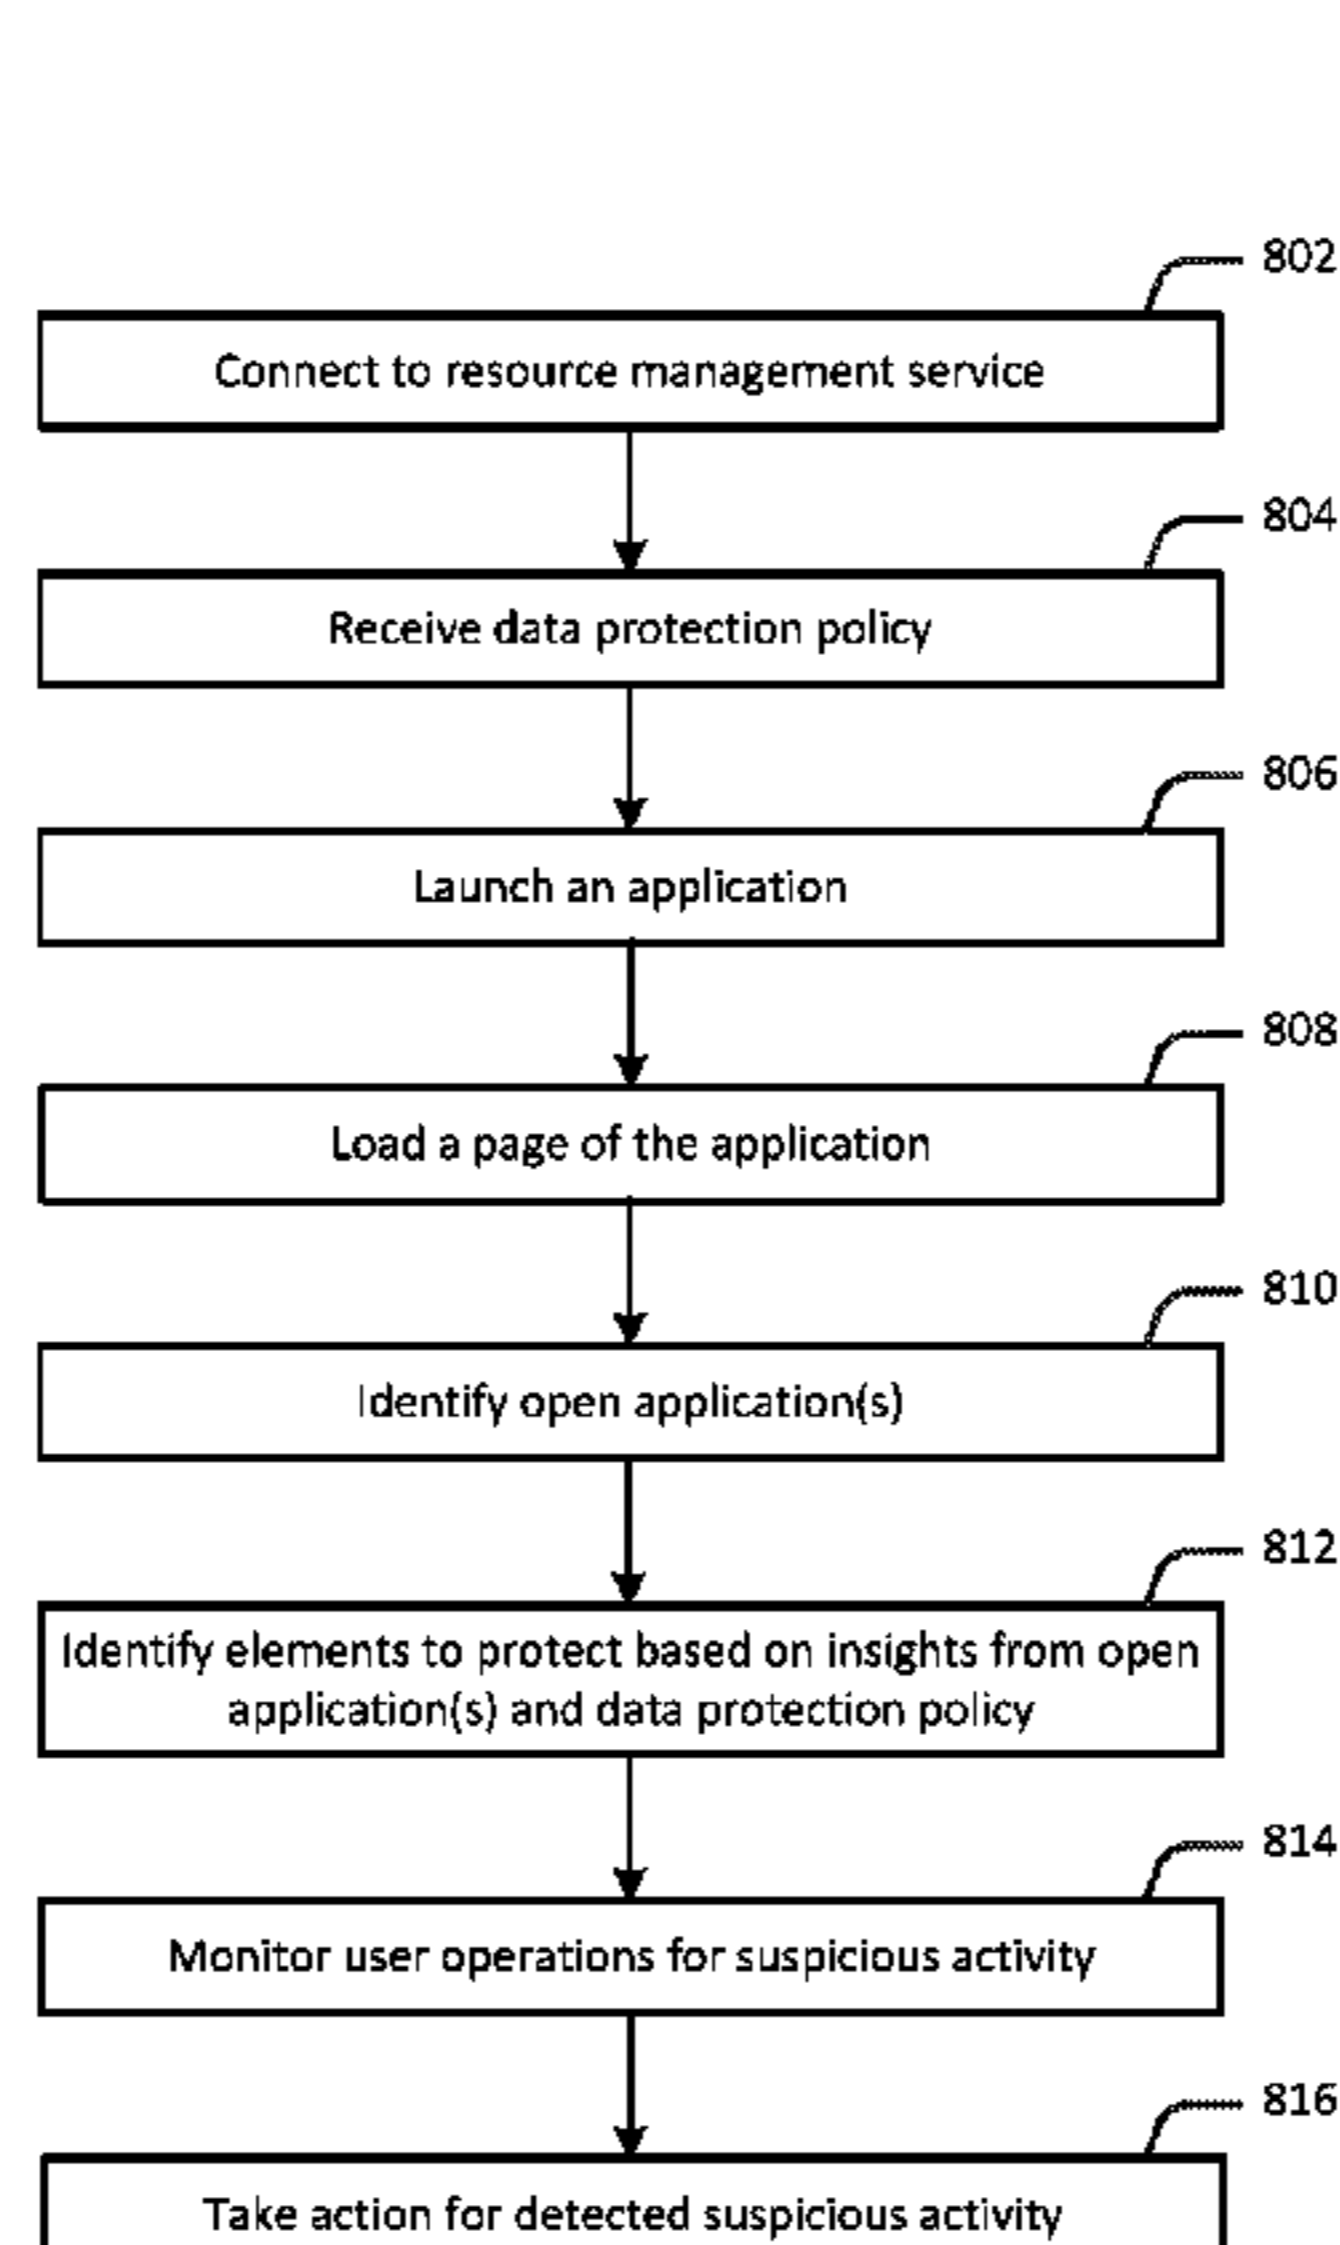 802
Connect to resource management service
804
Receive data protection policy
806
Launch an application
808
Load a page of the application
810
Identify open application(s)
812
Identify elements to protect based on insights from open
application(s) and data protection policy
814
Monitor user operations for suspicious activity
816
Take action for detected suspicious activity